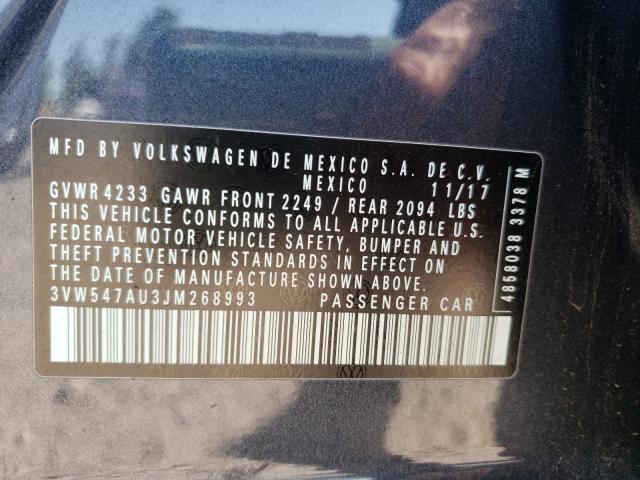 MFD BY VOLKSWAGEN DE MEXICO S.A. DE C.V.
MEXICO 11/17
GVWR 4233 GAWR FRONT 2249 / REAR 2094 LBS
THIS VEHICLE CONFORMS TO ALL APPLICABLE U.S.
FEDERAL MOTOR VEHICLE SAFETY, BUMPER AND
THEFT PREVENTION STANDARDS IN EFFECT ON
THE DATE OF MANUFACTURE SHOWN ABOVE.
3VW547AU3JM268993 PASSENGER CAR
4858038 3378 M